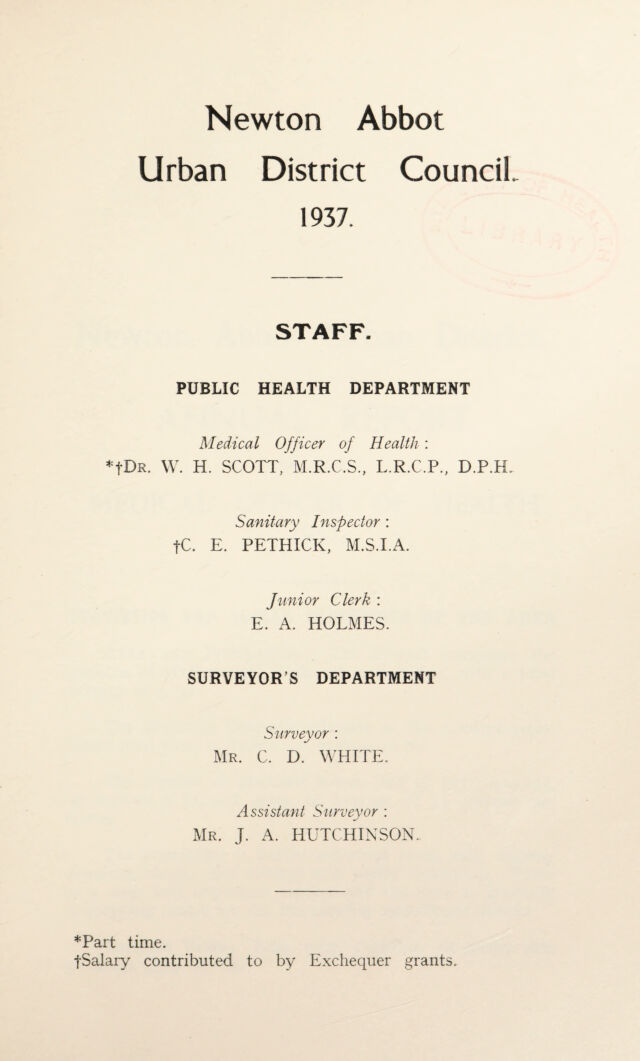 Newton Abbot
Urban District Council.
1937.
LIBRARY
STAFF.
PUBLIC HEALTH DEPARTMENT
Medical Officer of Health :
*†DR. W. H. SCOTT, M.R.C.S., L.R.C.P., D.P.H.
Sanitary Inspector :
†C. E. PETHICK, M.S.I.A.
Junior Clerk :
E. A. HOLMES.
SURVEYOR'S DEPARTMENT
Surveyor :
MR. C. D. WHITE.
Assistant Surveyor :
MR. J. A. HUTCHINSON.
*Part time.
†Salary contributed to by Exchequer grants.